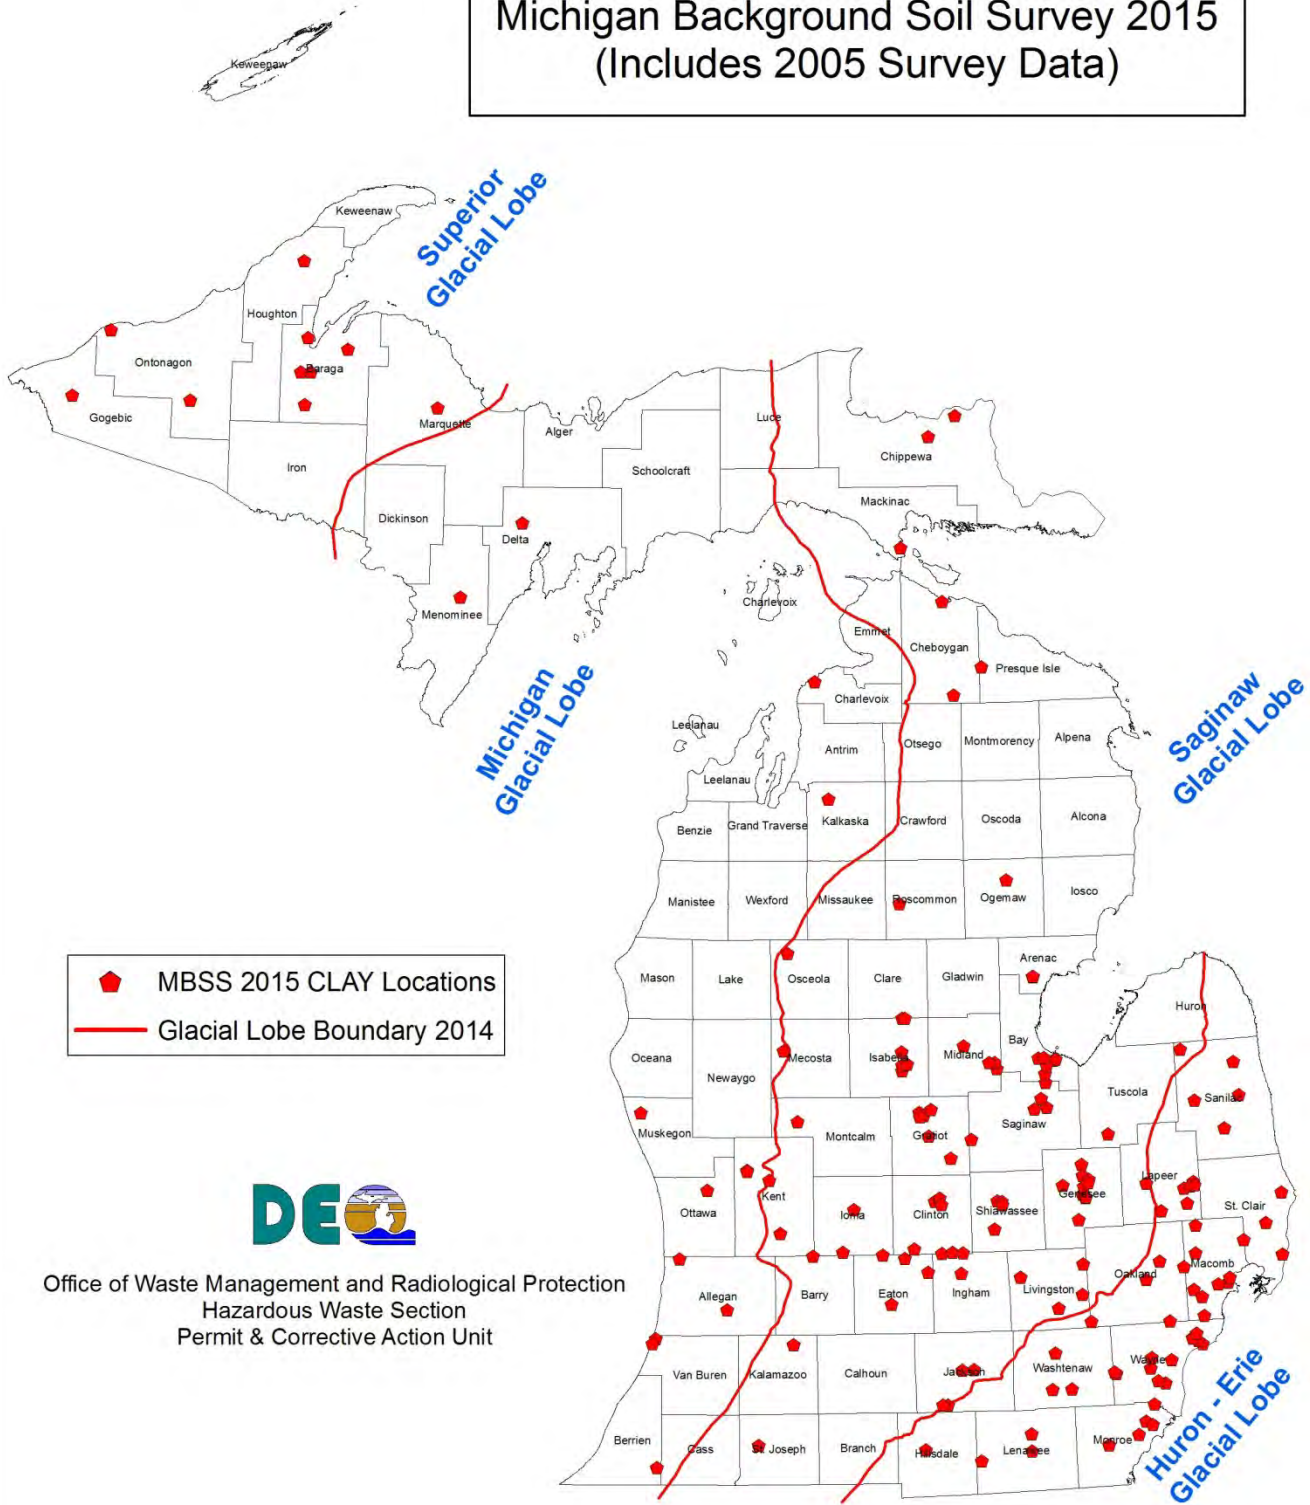 Michigan Background Soil Survey 2015
(Includes 2005 Survey Data)
Keweenaw
Superior
Glacial Lobe
Keweenaw
Houghton
Ontonagon
Baraga
Gogebic
Marquette
Alger
Luce
Chippewa
Iron
Schoolcraft
Mackinac
Dickinson
Delta
Menominee
Charlevoix
Emmet
Cheboygan
Presque Isle
Michigan
Glacial Lobe
Charlevoix
Saginaw
Glacial Lobe
Leelanau
Antrim
Otsego
Montmorency
Alpena
Leelanau
Benzie
Grand Traverse
Kalkaska
Crawford
Oscoda
Alcona
Manistee
Wexford
Missaukee
Roscommon
Ogemaw
Iosco
MBSS 2015 CLAY Locations
Glacial Lobe Boundary 2014
Mason
Lake
Osceola
Clare
Gladwin
Arenac
Huron
Oceana
Newaygo
Mecosta
Isabella
Midland
Bay
Tuscola
Sanilac
Muskegon
Montcalm
Gratiot
Saginaw
DEQ
Ottawa
Kent
Ionia
Clinton
Shiawassee
Genesee
Lapeer
St. Clair
Office of Waste Management and Radiological Protection
Hazardous Waste Section
Permit & Corrective Action Unit
Allegan
Barry
Eaton
Ingham
Livingston
Oakland
Macomb
Van Buren
Kalamazoo
Calhoun
Jackson
Washtenaw
Wayne
Berrien
Cass
St. Joseph
Branch
Hillsdale
Lenawee
Monroe
Huron - Erie
Glacial Lobe